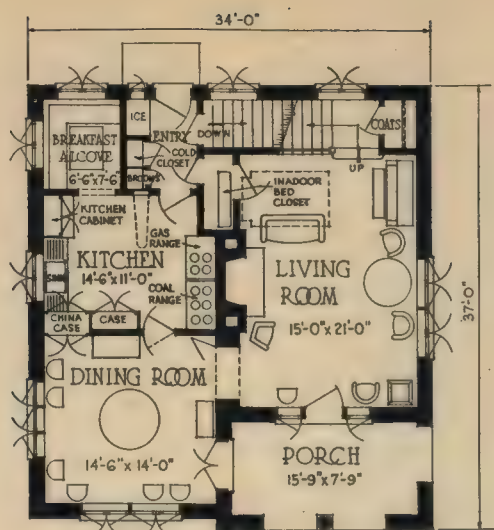 34'-0"
ICE
ENTRY
DOWN
COATS
BREAKFAST
ALCOVE
6'-6"x7'-6"
COLD
CLOSET
BROOMS
UP
KITCHEN
CABINET
INADOOR
BED
CLOSET
GAS
RANGE
KITCHEN
14'-6"x11'-0"
SINK
COAL
RANGE
LIVING
ROOM
15'-0"x21'-0"
37'-0"
CHINA
CASE
CASE
DINING ROOM
14'-6"x 14'-0"
PORCH
15'-9"x7'-9"